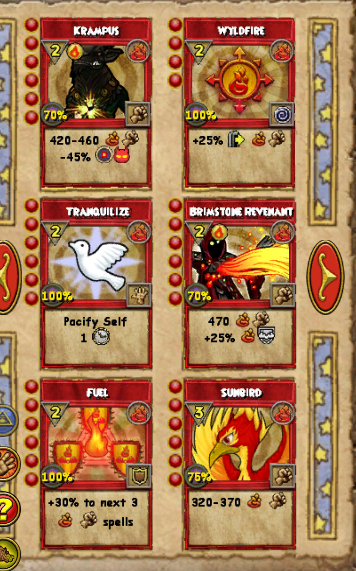 KRAMPUS
2
70%
420-460
-45%
WYLDFIRE
2
100%
+25%
TRANQUILIZE
2
100%
Pacify Self
1
BRIMSTONE REVENANT
2
70%
470
+25%
FUEL
2
100%
+30% to next 3
spells
SUNBIRD
3
75%
320-370
?